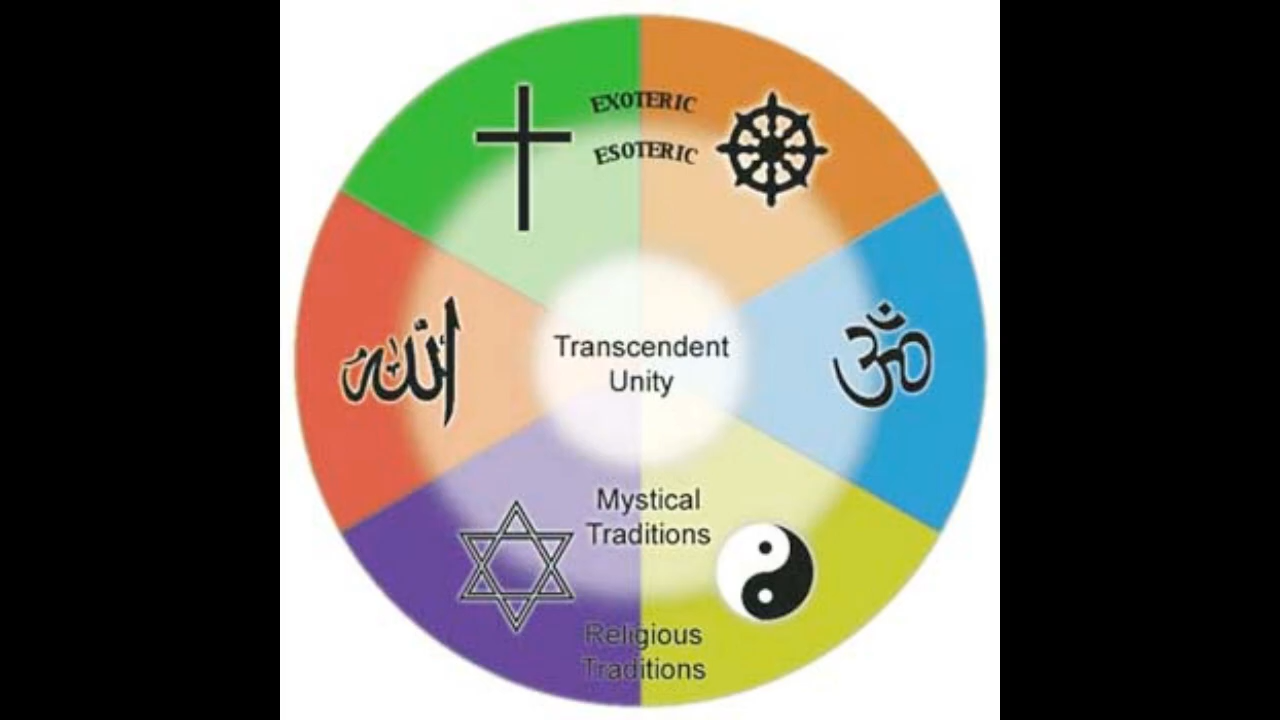 EXOTERIC
ESOTERIC
الله
ॐ
Transcendent
Unity
Mystical
Traditions
Religious
Traditions